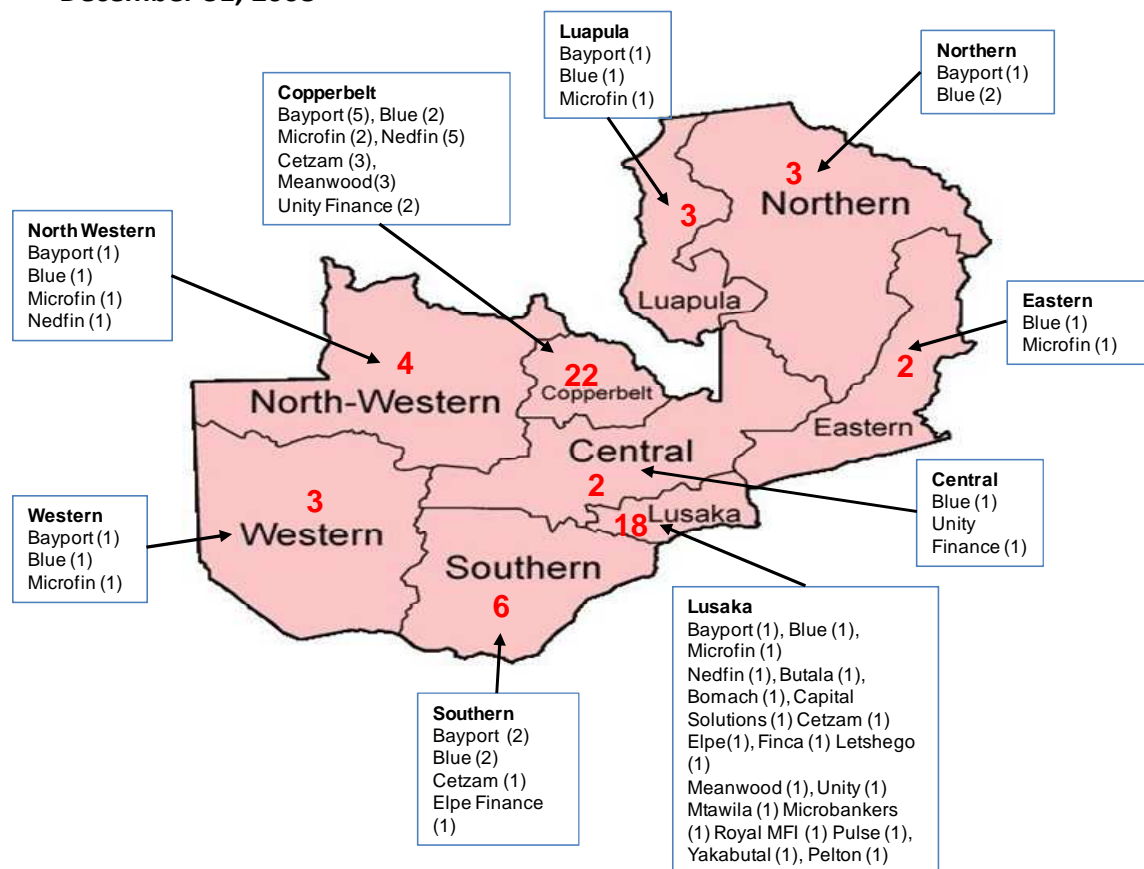 Luapula
Bayport (1)
Blue (1)
Microfin (1)
Northern
Bayport (1)
Blue (2)
Copperbelt
Bayport (5), Blue (2)
Microfin (2), Nedfin (5)
Cetzam (3),
Meanwood(3)
Unity Finance (2)
North Western
Bayport (1)
Blue (1)
Microfin (1)
Nedfin (1)
Eastern
Blue (1)
Microfin (1)
3
Northern
3
Luapula
4
North-Western
22
Copperbelt
2
Eastern
Central
2
18
Lusaka
3
Western
Southern
6
Western
Bayport (1)
Blue (1)
Microfin (1)
Central
Blue (1)
Unity
Finance (1)
Southern
Bayport (2)
Blue (2)
Cetzam (1)
Elpe Finance
(1)
Lusaka
Bayport (1), Blue (1),
Microfin (1)
Nedfin (1), Butala (1),
Bomach (1), Capital
Solutions (1) Cetzam (1)
Elpe(1), Finca (1) Letshego
(1)
Meanwood (1), Unity (1)
Mtawila (1) Microbankers
(1) Royal MFI (1) Pulse (1),
Yakabutal (1), Pelton (1)